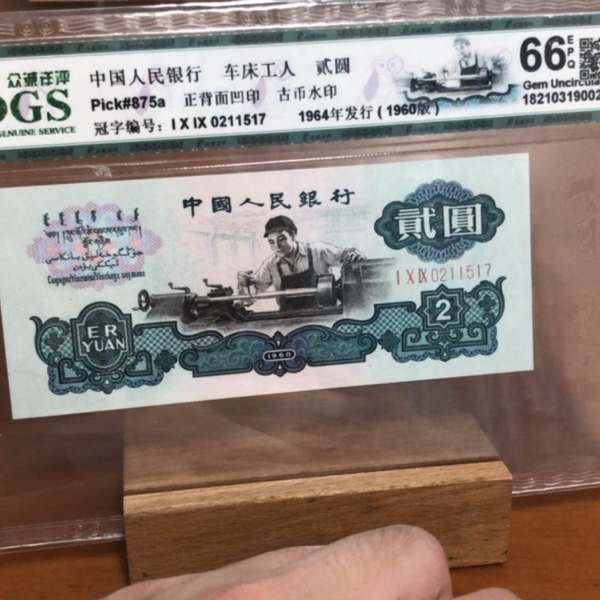 众诚评评
中国人民银行 车床工人 贰圆
66 EPQ
DGS
Pick#875a 正背面凹印 古币水印
Gem Uncircula
GENUINE SERVICE
冠字编号: I X IX 0211517 1964年发行 (1960版)
18210319002
中國人民銀行
貳圓
I X IX 0211517
ER
YUAN
1960
2